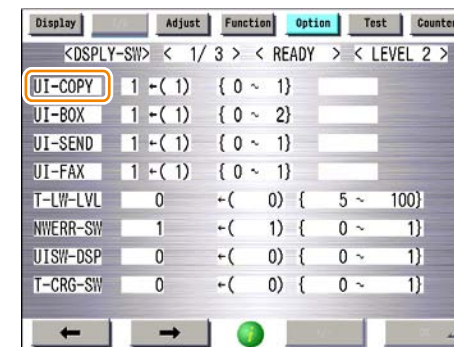 Display Adjust Function Option Test Counte
<DSPLY-SW> < 1/ 3 > < READY > < LEVEL 2 >
UI-COPY 1 ←( 1) { 0 ~ 1}
UI-BOX 1 ←( 1) { 0 ~ 2}
UI-SEND 1 ←( 1) { 0 ~ 1}
UI-FAX 1 ←( 1) { 0 ~ 1}
T-LW-LVL 0 ←( 0) { 5 ~ 100}
NWERR-SW 1 ←( 1) { 0 ~ 1}
UISW-DSP 0 ←( 0) { 0 ~ 1}
T-CRG-SW 0 ←( 0) { 0 ~ 1}
← → i